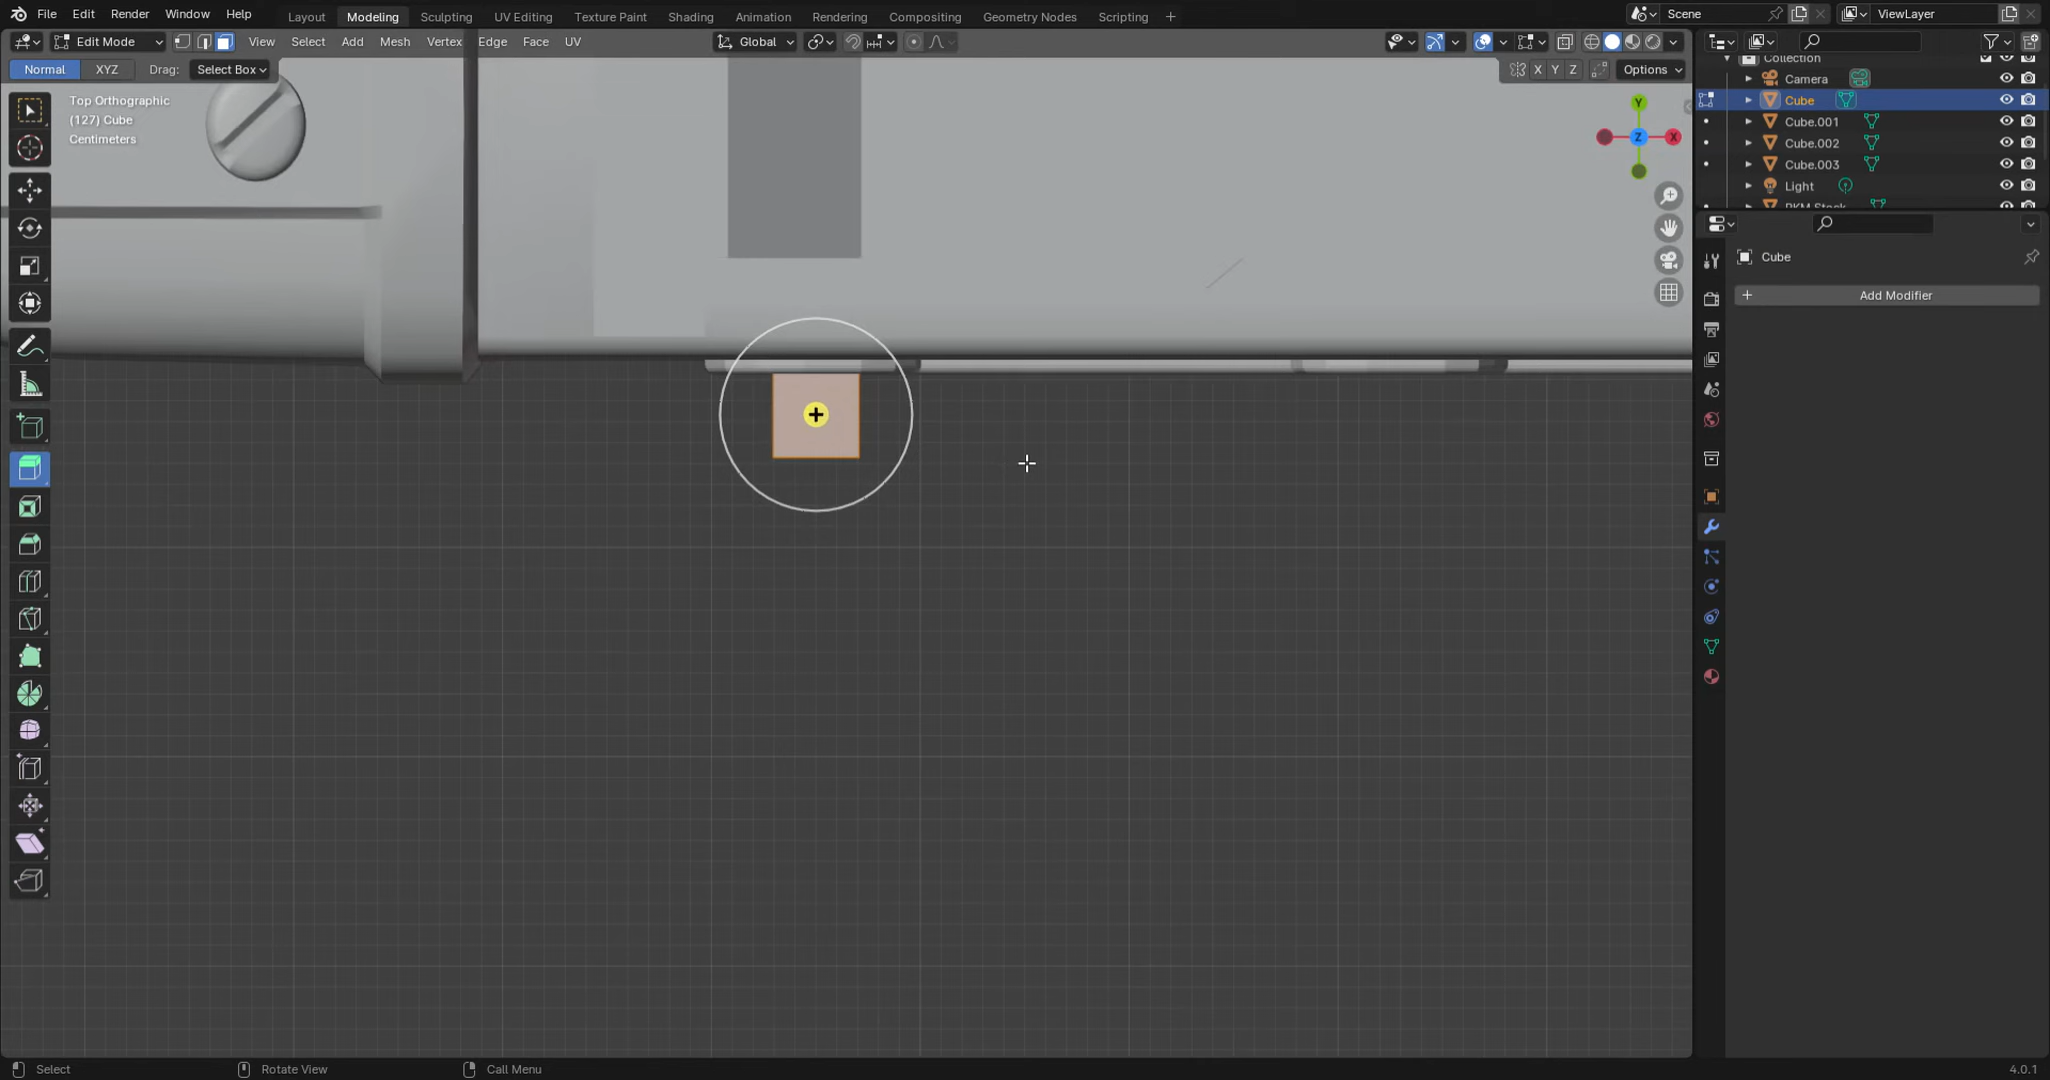 File Edit Render Window Help Layout Modeling Sculpting UV Editing Texture Paint Shading Animation Rendering Compositing Geometry Nodes Scripting + Scene ViewLayer
Edit Mode View Select Add Mesh Vertex Edge Face UV Global
Normal XYZ Drag: Select Box X Y Z Options
Collection
Top Orthographic
(127) Cube
Centimeters
Y
Z
X
Camera
Cube
Cube.001
Cube.002
Cube.003
Light
PKM Stock
Cube
+ Add Modifier
Select Rotate View Call Menu 4.0.1